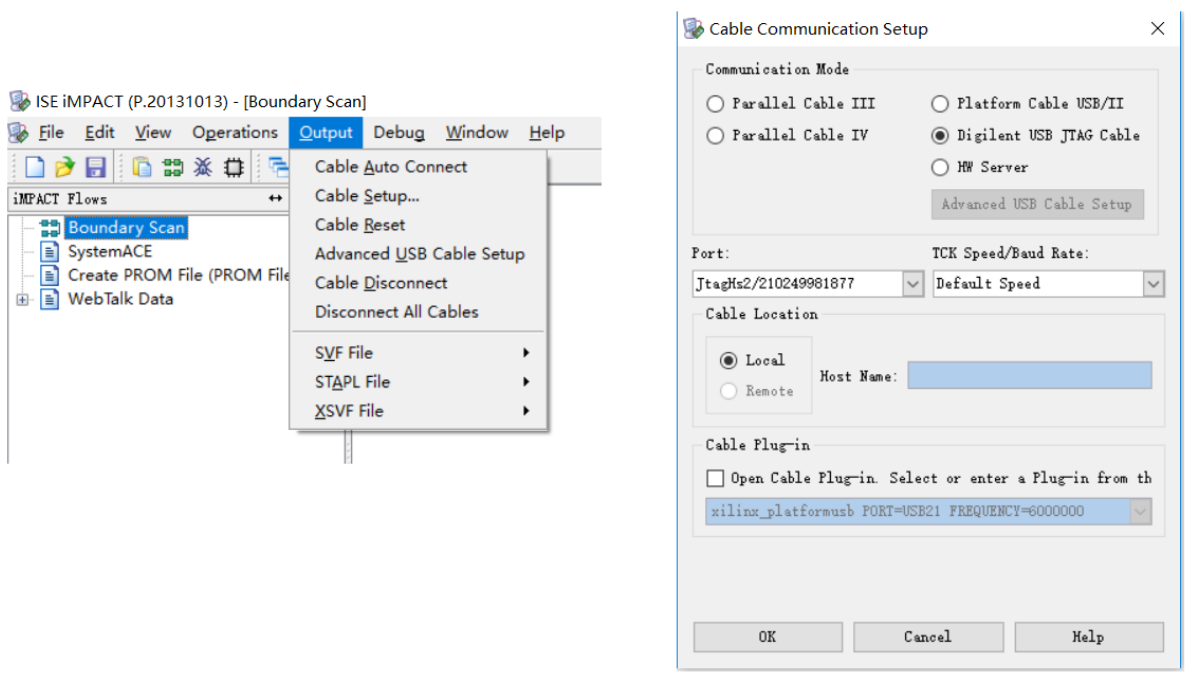 ISE iMPACT (P.20131013) - [Boundary Scan]
File Edit View Operations Output Debug Window Help
iMPACT Flows
Boundary Scan
SystemACE
Create PROM File (PROM File
WebTalk Data
Cable Auto Connect
Cable Setup...
Cable Reset
Advanced USB Cable Setup
Cable Disconnect
Disconnect All Cables
SVF File
STAPL File
XSVF File
Cable Communication Setup
Communication Mode
Parallel Cable III
Platform Cable USB/II
Parallel Cable IV
Digilent USB JTAG Cable
HW Server
Advanced USB Cable Setup
Port:
TCK Speed/Baud Rate:
JtagHs2/210249981877
Default Speed
Cable Location
Local
Remote
Host Name:
Cable Plug-in
Open Cable Plug-in. Select or enter a Plug-in from th
xilinx_platformusb PORT=USB21 FREQUENCY=6000000
OK
Cancel
Help